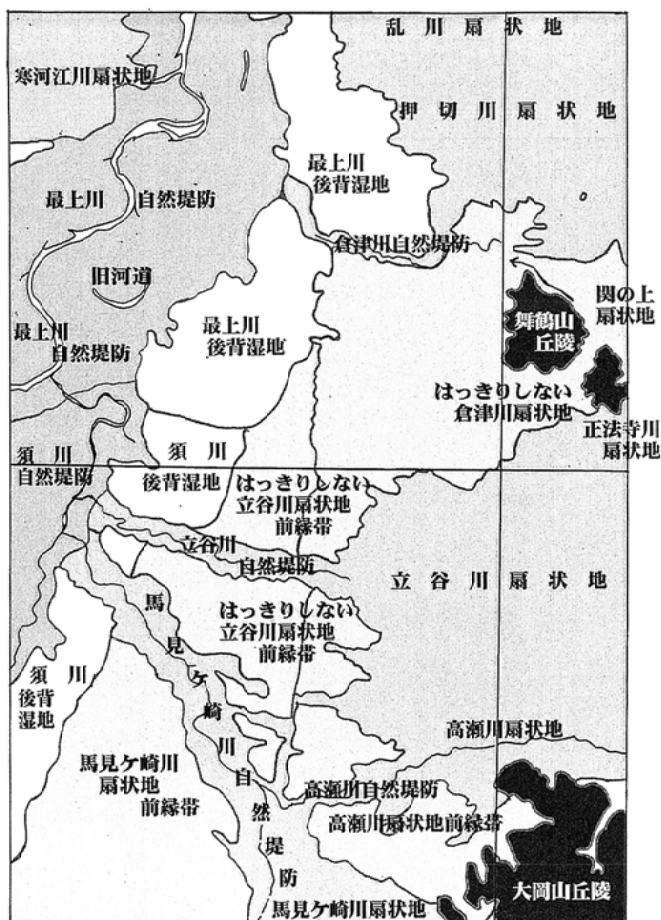 乱川扇状地
寒河江川扇状地
押切川扇状地
最上川
後背湿地
最上川 自然堤防
倉津川自然堤防
旧河道
関の上
扇状地
舞鶴山
丘陵
最上川
自然堤防
最上川
後背湿地
はっきりしない
倉津川扇状地
正法寺川
扇状地
須川
自然堤防
須川
後背湿地
はっきりしない
立谷川扇状地
前縁帯
立谷川
自然堤防
立谷川扇状地
はっきりしない
立谷川扇状地
前縁帯
馬見ケ崎川自然堤防
須川
後背
湿地
高瀬川扇状地
馬見ケ崎川
扇状地
前縁帯
高瀬川自然堤防
高瀬川扇状地前縁帯
大岡山丘陵
馬見ケ崎川扇状地